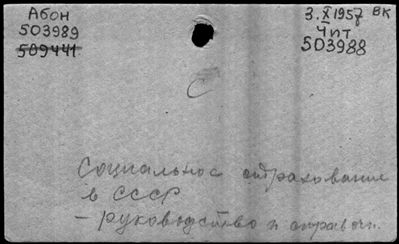 Абон
503989
509441
3.X 1957 ВК
Чит
503988
С
Социальное страхование
в СССР
– руководство и справочн.